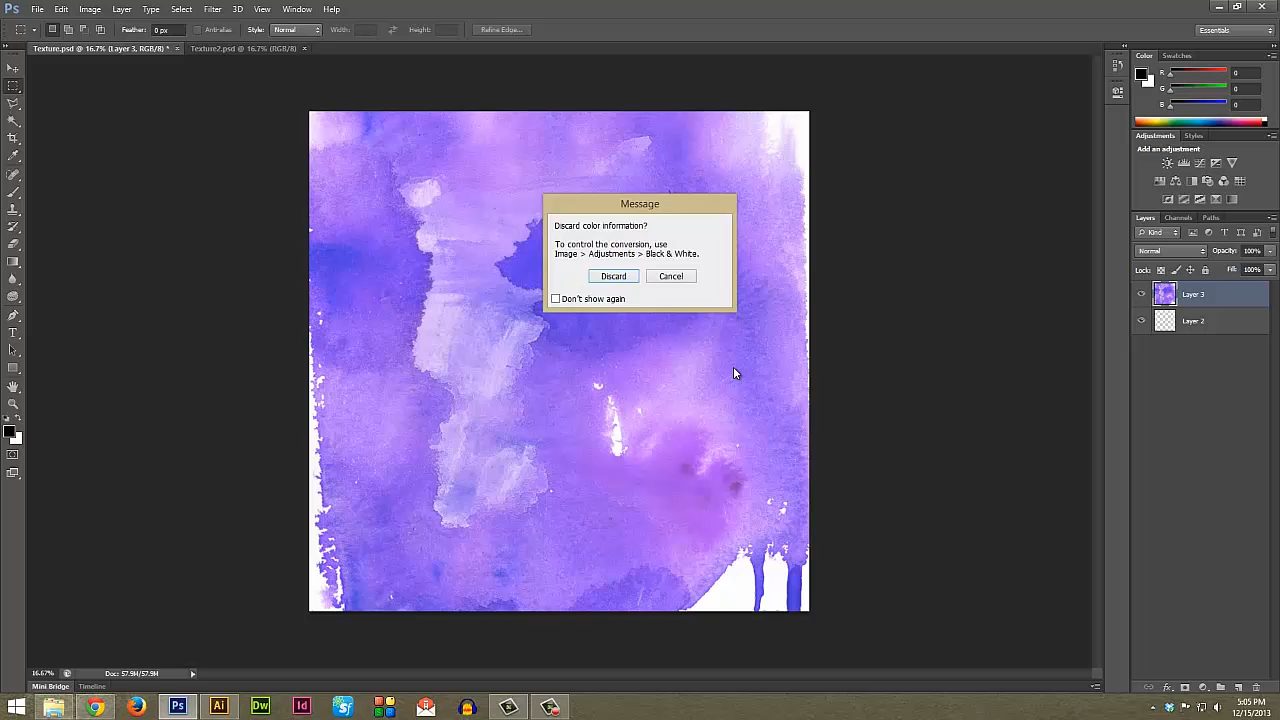 Ps File Edit Image Layer Type Select Filter 3D View Window Help
Feather: 0 px Anti-alias Style: Normal Width: Height: Refine Edge... Essentials
Texture.psd @ 16.7% (Layer 3, RGB/8) * × Texture2.psd @ 16.7% (RGB/8) ×
Color Swatches
R 0
G 0
B 0
Adjustments Styles
Add an adjustment
Message
Discard color information?
To control the conversion, use
Image > Adjustments > Black & White.
Discard Cancel
Don't show again
Layers Channels Paths
Kind
Normal Opacity: 100%
Lock: Fill: 100%
Layer 3
Layer 2
16.67% Doc: 57.9M/57.9M
Mini Bridge Timeline
Ps Ai Dw Id
5:05 PM
12/15/2013